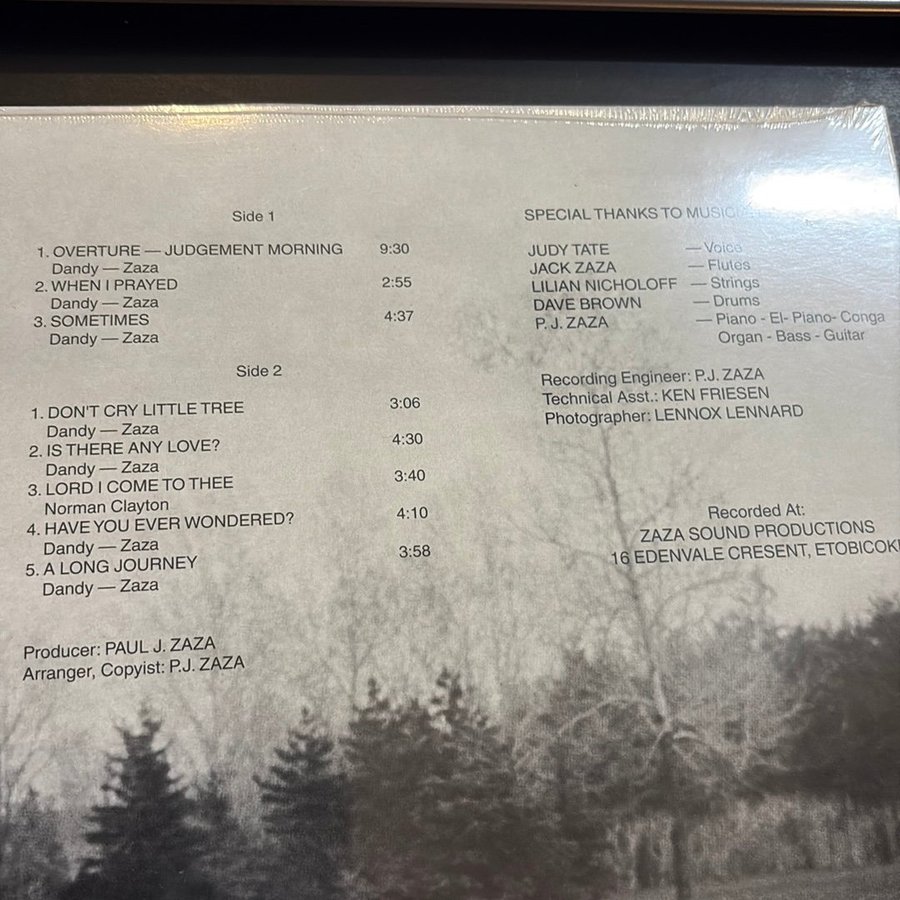 Side 1
1. OVERTURE — JUDGEMENT MORNING 9:30
Dandy — Zaza
2. WHEN I PRAYED 2:55
Dandy — Zaza
3. SOMETIMES 4:37
Dandy — Zaza
Side 2
1. DON'T CRY LITTLE TREE 3:06
Dandy — Zaza
2. IS THERE ANY LOVE? 4:30
Dandy — Zaza
3. LORD I COME TO THEE 3:40
Norman Clayton
4. HAVE YOU EVER WONDERED? 4:10
Dandy — Zaza
5. A LONG JOURNEY 3:58
Dandy — Zaza
Producer: PAUL J. ZAZA
Arranger, Copyist: P.J. ZAZA
SPECIAL THANKS TO
JUDY TATE — Voice
JACK ZAZA — Flutes
LILIAN NICHOLOFF — Strings
DAVE BROWN — Drums
P.J. ZAZA — Piano - El- Piano- Conga
Organ - Bass - Guitar
Recording Engineer: P.J. ZAZA
Technical Asst.: KEN FRIESEN
Photographer: LENNOX LENNARD
Recorded At:
ZAZA SOUND PRODUCTIONS
16 EDENVALE CRESENT,